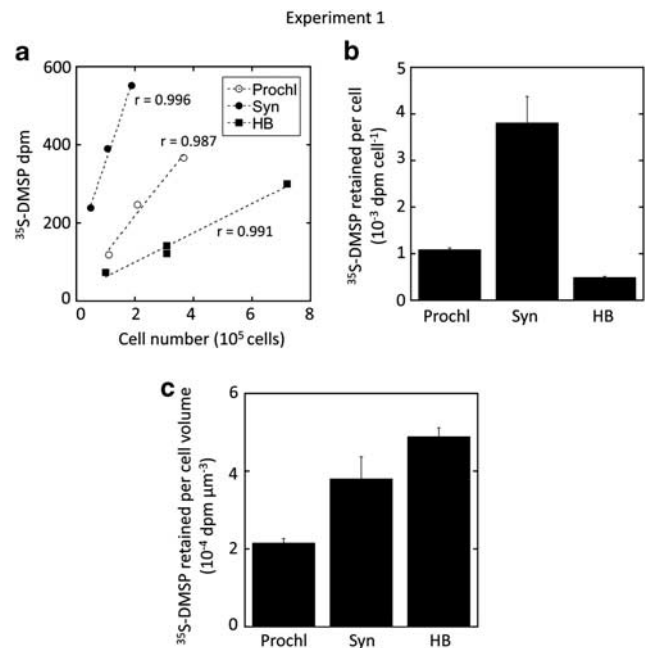 Experiment 1
a
³⁵S-DMSP dpm
600
400
200
0
0 2 4 6 8
Cell number (10⁵ cells)
Prochl
Syn
HB
r = 0.996
r = 0.987
r = 0.991
b
³⁵S-DMSP retained per cell
(10⁻³ dpm cell⁻¹)
5
4
3
2
1
0
Prochl Syn HB
c
³⁵S-DMSP retained per cell volume
(10⁻⁴ dpm μm⁻³)
6
4
2
0
Prochl Syn HB